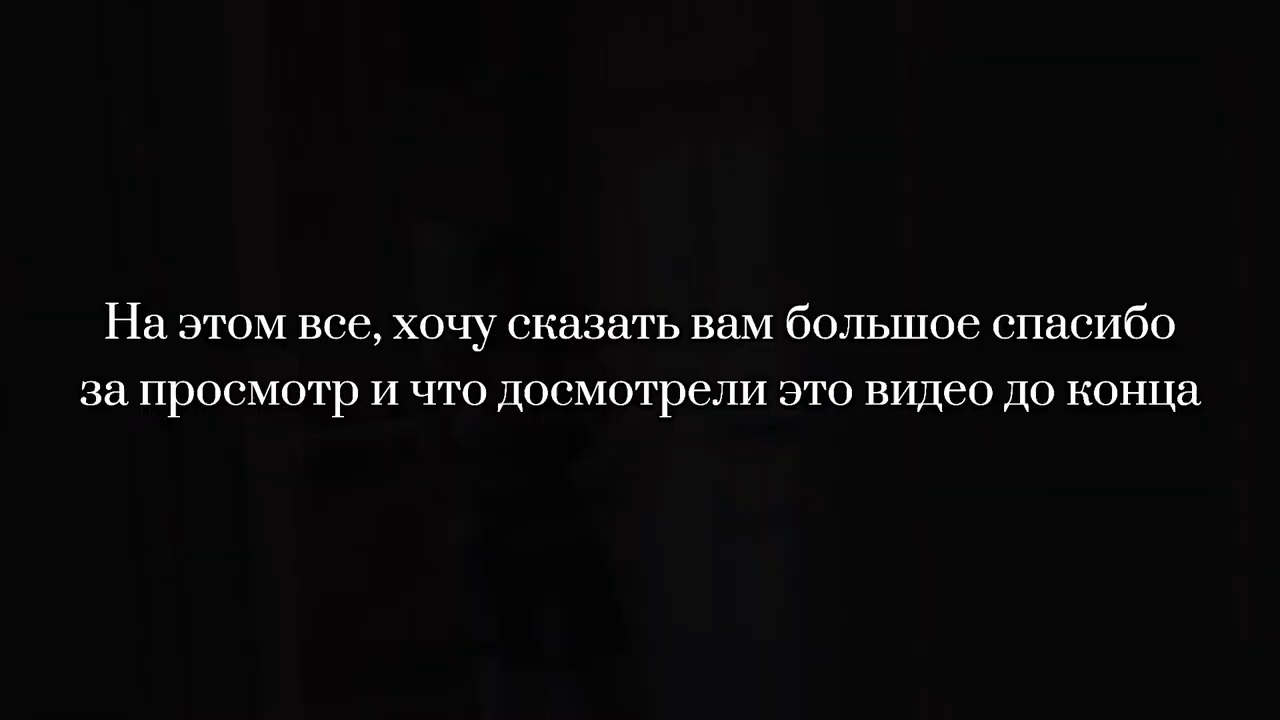 На этом все, хочу сказать вам большое спасибо
за просмотр и что досмотрели это видео до конца